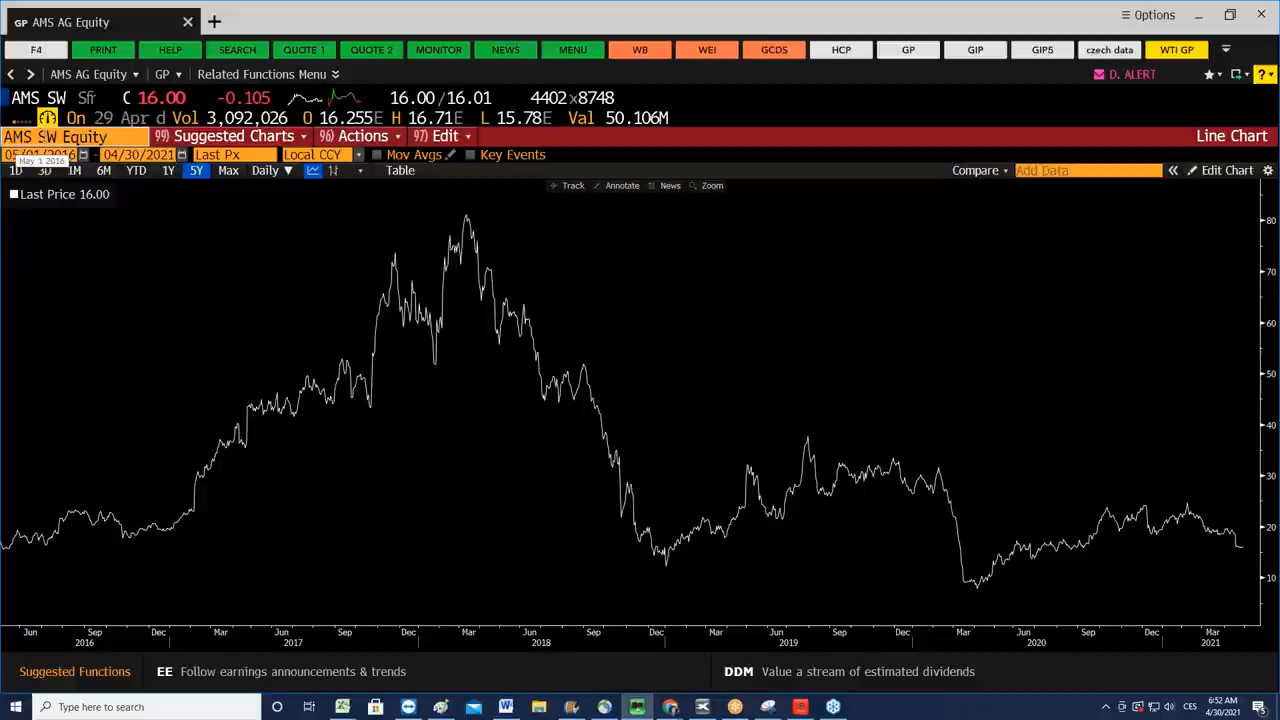 GP AMS AG Equity
Options
F4 PRINT HELP SEARCH QUOTE 1 QUOTE 2 MONITOR NEWS MENU WB WEI GCDS HCP GP GIP GIP5 czech data WTI GP
AMS AG Equity GP Related Functions Menu D. ALERT ?
AMS SW Sfr C 16.00 -0.105 16.00/16.01 4402x8748
On 29 Apr d Vol 3,092,026 O 16.255E H 16.71E L 15.78E Val 50.106M
AMS SW Equity 99) Suggested Charts 96) Actions 97) Edit Line Chart
05/01/2016 - 04/30/2021 Last Px Local CCY Mov Avgs Key Events
May 1 2016
1D 3D 1M 6M YTD 1Y 5Y Max Daily Table Compare Add Data Edit Chart
Track Annotate News Zoom
Last Price 16.00
80
70
60
50
40
30
20
10
Jun Sep Dec Mar Jun Sep Dec Mar Jun Sep Dec Mar Jun Sep Dec Mar Jun Sep Dec Mar
2016 2017 2018 2019 2020 2021
Suggested Functions EE Follow earnings announcements & trends DDM Value a stream of estimated dividends
Type here to search
CES
6:52 AM
4/30/2021